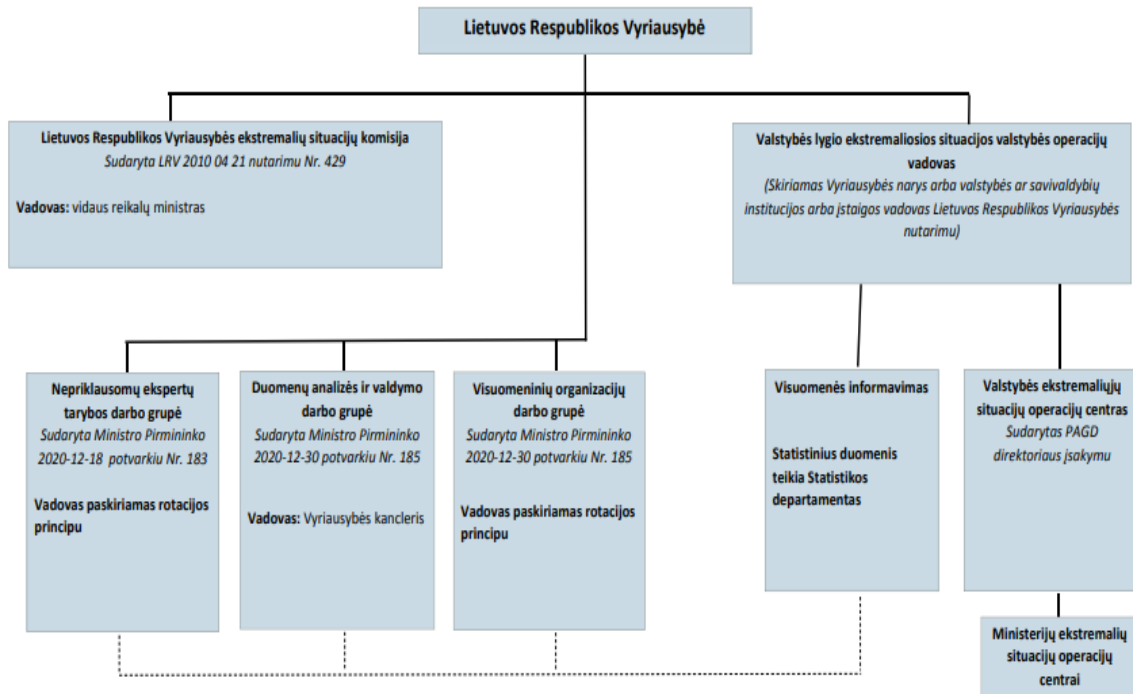 Lietuvos Respublikos Vyriausybė
Lietuvos Respublikos Vyriausybės ekstremalių situacijų komisija
Sudaryta LRV 2010 04 21 nutarimu Nr. 429
Vadovas: vidaus reikalų ministras
Valstybės lygio ekstremaliosios situacijos valstybės operacijų
vadovas
(Skiriamas Vyriausybės narys arba valstybės ar savivaldybių
institucijos arba įstaigos vadovas Lietuvos Respublikos Vyriausybės
nutarimu)
Nepriklausomų ekspertų
tarybos darbo grupė
Sudaryta Ministro Pirmininko
2020-12-18 potvarkiu Nr. 183
Vadovas paskiriamas rotacijos
principu
Duomenų analizės ir valdymo
darbo grupė
Sudaryta Ministro Pirmininko
2020-12-30 potvarkiu Nr. 185
Vadovas: Vyriausybės kancleris
Visuomeninių organizacijų
darbo grupė
Sudaryta Ministro Pirmininko
2020-12-30 potvarkiu Nr. 185
Vadovas paskiriamas rotacijos
principu
Visuomenės informavimas
Statistinius duomenis
teikia Statistikos
departamentas
Valstybės ekstremaliųjų
situacijų operacijų centras
Sudarytas PAGD
direktoriaus įsakymu
Ministerijų ekstremalių
situacijų operacijų
centrai